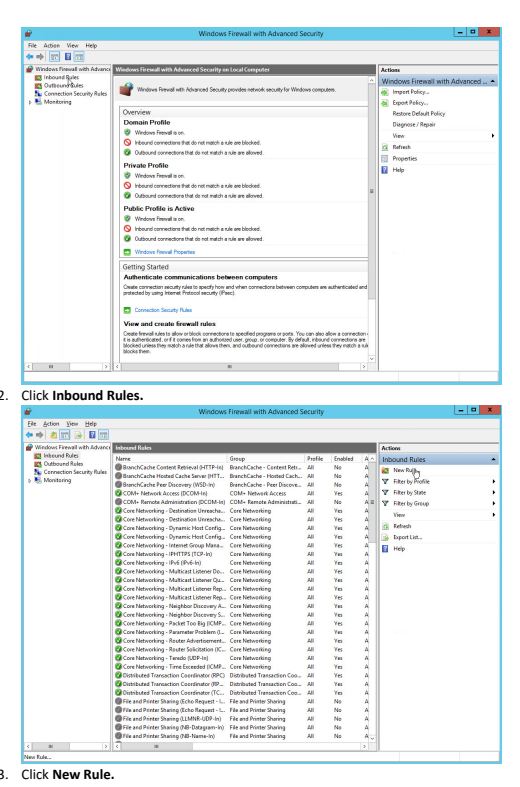 Windows Firewall with Advanced Security
File Action View Help
Windows Firewall with Advance
Inbound Rules
Outbound Rules
Connection Security Rules
Monitoring
Windows Firewall with Advanced Security on Local Computer
Windows Firewall with Advanced Security provides network security for Windows computers.
Overview
Domain Profile
Windows Firewall is on.
Inbound connections that do not match a rule are blocked.
Outbound connections that do not match a rule are allowed.
Private Profile
Windows Firewall is on.
Inbound connections that do not match a rule are blocked.
Outbound connections that do not match a rule are allowed.
Public Profile is Active
Windows Firewall is on.
Inbound connections that do not match a rule are blocked.
Outbound connections that do not match a rule are allowed.
Windows Firewall Properties
Getting Started
Authenticate communications between computers
Create connection security rules to specify how and when connections between computers are authenticated and
protected by using Internet Protocol security (IPsec).
Connection Security Rules
View and create firewall rules
Create firewall rules to allow or block connections to specified programs or ports. You can also allow a connection
it is authenticated, or if it comes from an authorized user, group, or computer. By default, inbound connections are
blocked unless they match a rule that allows them, and outbound connections are allowed unless they match a rule
blocks them.
Actions
Windows Firewall with Advanced ...
Import Policy...
Export Policy...
Restore Default Policy
Diagnose / Repair
View
Refresh
Properties
Help
2. Click Inbound Rules.
Windows Firewall with Advanced Security
File Action View Help
Windows Firewall with Advance
Inbound Rules
Outbound Rules
Connection Security Rules
Monitoring
Inbound Rules
Name Group Profile Enabled A
BranchCache Content Retrieval (HTTP-In) BranchCache - Content Retr... All No A
BranchCache Hosted Cache Server (HTT... BranchCache - Hosted Cach... All No A
BranchCache Peer Discovery (WSD-In) BranchCache - Peer Discove... All No A
COM+ Network Access (DCOM-In) COM+ Network Access All Yes A
COM+ Remote Administration (DCOM-In) COM+ Remote Administrati... All No A
Core Networking - Destination Unreacha... Core Networking All Yes A
Core Networking - Destination Unreacha... Core Networking All Yes A
Core Networking - Dynamic Host Config... Core Networking All Yes A
Core Networking - Dynamic Host Config... Core Networking All Yes A
Core Networking - Internet Group Mana... Core Networking All Yes A
Core Networking - IPHTTPS (TCP-In) Core Networking All Yes A
Core Networking - IPv6 (IPv6-In) Core Networking All Yes A
Core Networking - Multicast Listener Do... Core Networking All Yes A
Core Networking - Multicast Listener Qu... Core Networking All Yes A
Core Networking - Multicast Listener Rep... Core Networking All Yes A
Core Networking - Multicast Listener Rep... Core Networking All Yes A
Core Networking - Neighbor Discovery A... Core Networking All Yes A
Core Networking - Neighbor Discovery S... Core Networking All Yes A
Core Networking - Packet Too Big (ICMP... Core Networking All Yes A
Core Networking - Parameter Problem (I... Core Networking All Yes A
Core Networking - Router Advertisement... Core Networking All Yes A
Core Networking - Router Solicitation (IC... Core Networking All Yes A
Core Networking - Teredo (UDP-In) Core Networking All Yes A
Core Networking - Time Exceeded (ICMP... Core Networking All Yes A
Distributed Transaction Coordinator (RPC) Distributed Transaction Coo... All Yes A
Distributed Transaction Coordinator (RP... Distributed Transaction Coo... All Yes A
Distributed Transaction Coordinator (TC... Distributed Transaction Coo... All Yes A
File and Printer Sharing (Echo Request - I... File and Printer Sharing All No A
File and Printer Sharing (Echo Request - I... File and Printer Sharing All No A
File and Printer Sharing (LLMNR-UDP-In) File and Printer Sharing All No A
File and Printer Sharing (NB-Datagram-In) File and Printer Sharing All No A
File and Printer Sharing (NB-Name-In) File and Printer Sharing All No A
Actions
Inbound Rules
New Rule...
Filter by Profile
Filter by State
Filter by Group
View
Refresh
Export List...
Help
New Rule...
3. Click New Rule.